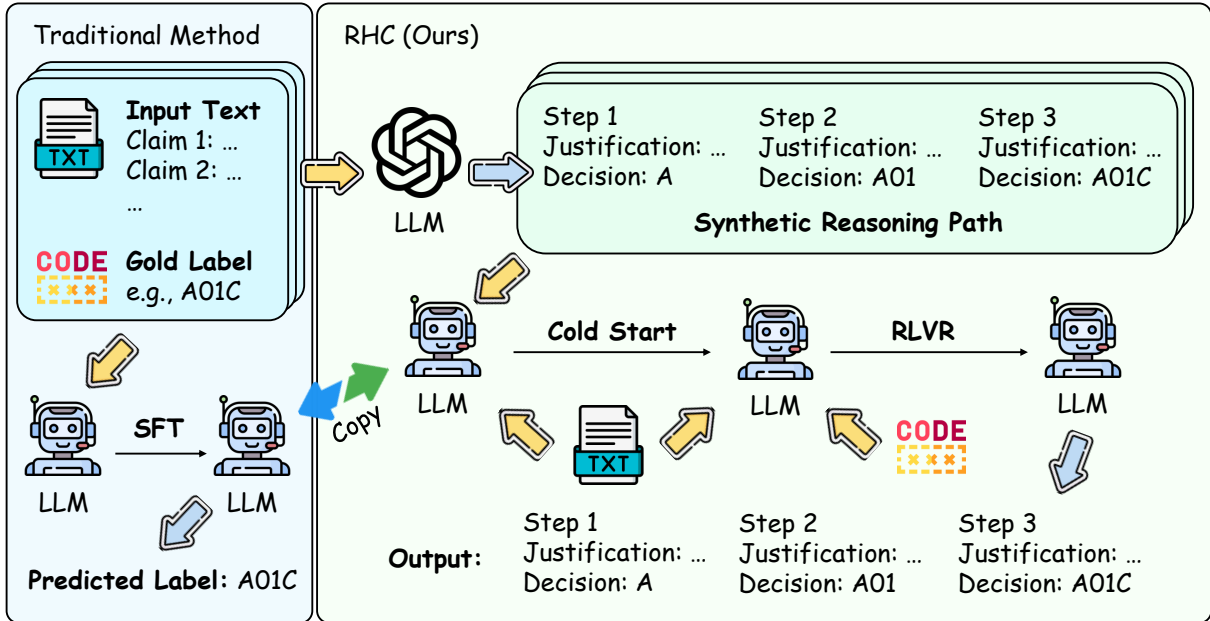 Traditional Method
Input Text
Claim 1: ...
Claim 2: ...
...
TXT
CODE
Gold Label
e.g., A01C
SFT
LLM
LLM
Predicted Label: A01C
RHC (Ours)
LLM
Step 1
Justification: ...
Decision: A
Step 2
Justification: ...
Decision: A01
Step 3
Justification: ...
Decision: A01C
Synthetic Reasoning Path
Cold Start
RLVR
LLM
LLM
LLM
Copy
TXT
CODE
Output:
Step 1
Justification: ...
Decision: A
Step 2
Justification: ...
Decision: A01
Step 3
Justification: ...
Decision: A01C